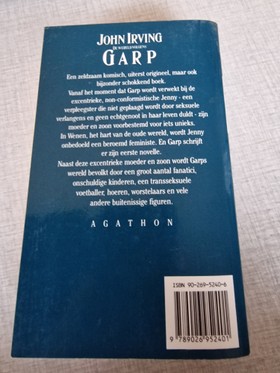 JOHN IRVING
DE WERELD VOLGENS
GARP
Een zeldzaam komisch, uiterst origineel, maar ook
bijzonder schokkend boek.
Vanaf het moment dat Garp wordt verwekt bij de
excentrieke, non-conformistische Jenny - een
verpleegster die niet geplaagd wordt door seksuele
verlangens en geen echtgenoot in haar leven duldt - zijn
moeder en zoon voorbestemd voor iets unieks.
In Wenen, het hart van de oude wereld, wordt Jenny
onbedoeld een beroemd feministe. En Garp schrijft
er zijn eerste novelle.
Naast deze excentrieke moeder en zoon wordt Garps
wereld bevolkt door een groot aantal fanatici,
onschuldige kinderen, een transseksuele
voetballer, hoeren, worstelaars en vele
andere buitenissige figuren.
AGATHON
ISBN 90-269-5240-6
9 789026 952401